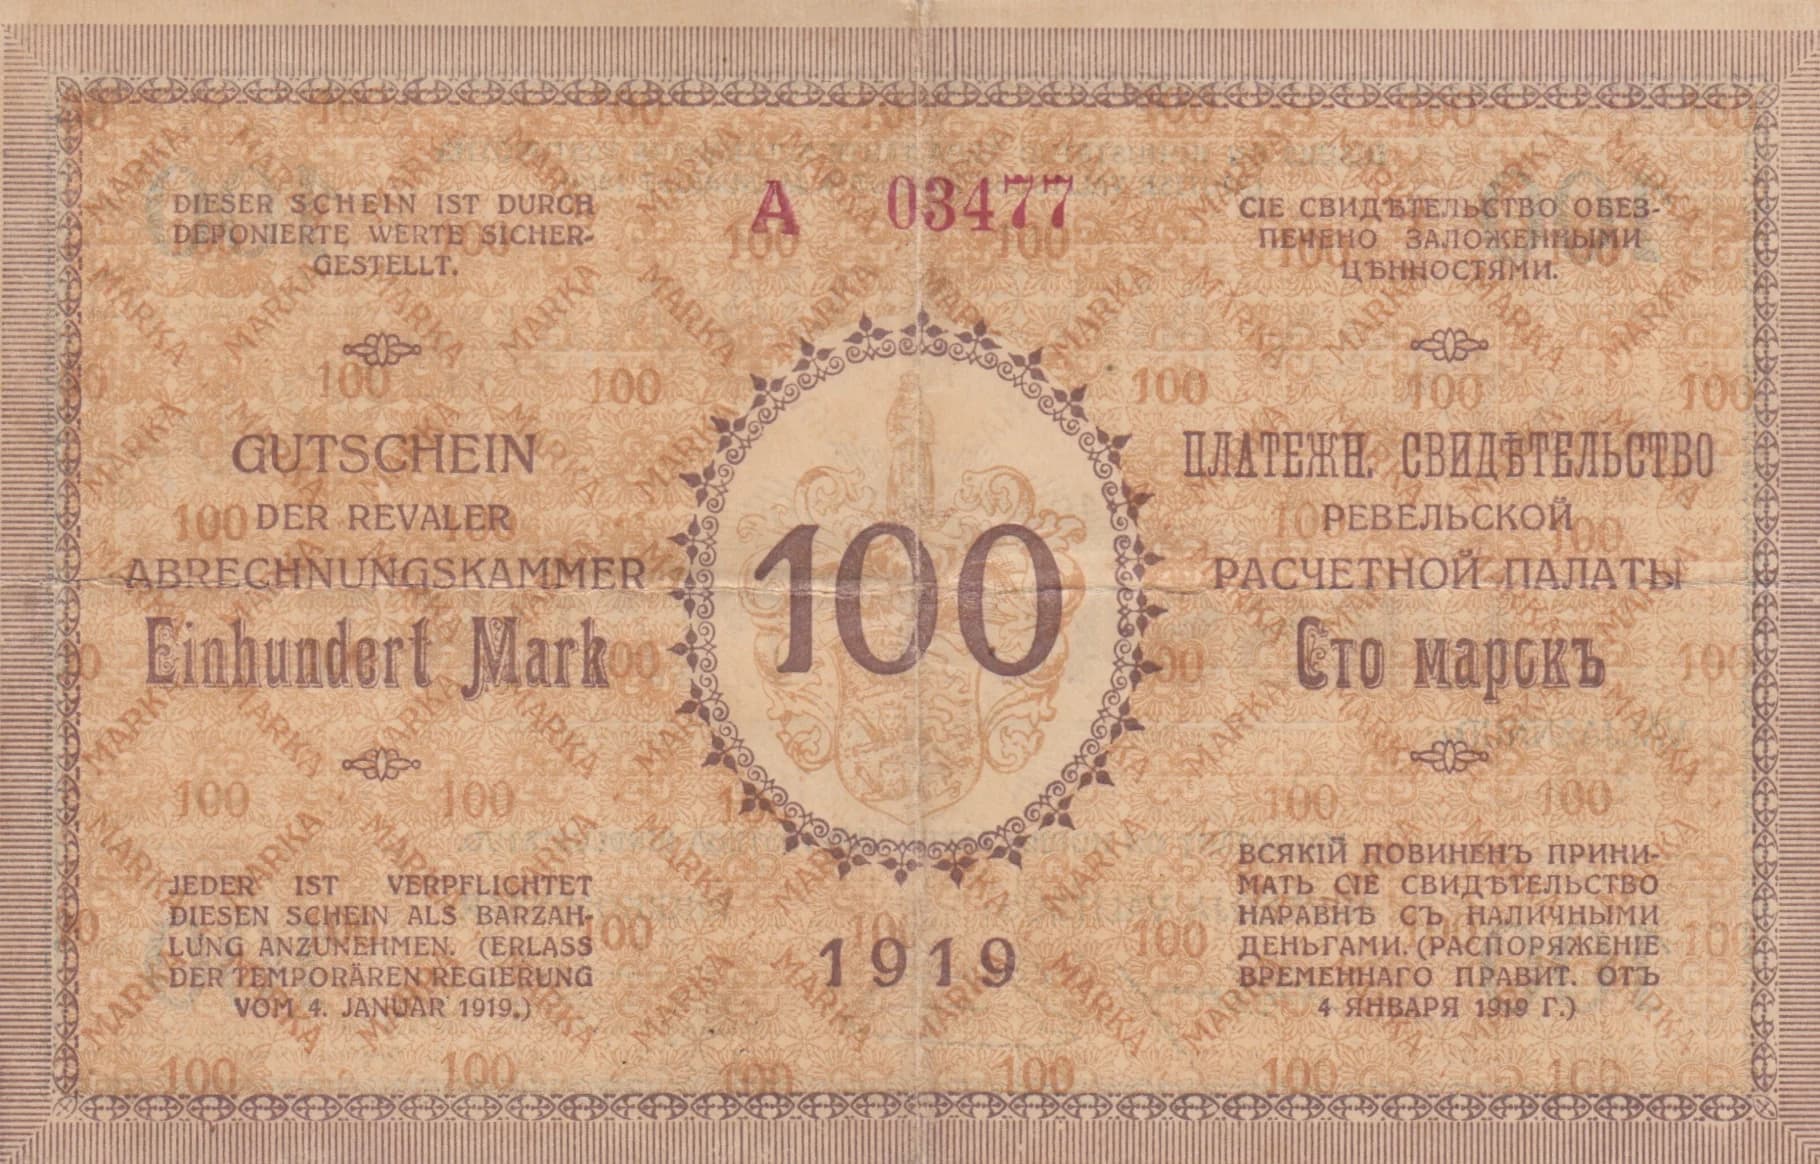 A 03477
DIESER SCHEIN IST DURCH
DEPONIERTE WERTE SICHER-
GESTELLT.
GUTSCHEIN
DER REVALER
ABRECHNUNGSKAMMER
Einhundert Mark
JEDER IST VERPFLICHTET
DIESEN SCHEIN ALS BARZAH-
LUNG ANZUNEHMEN. (ERLASS
DER TEMPORÄREN REGIERUNG
VOM 4. JANUAR 1919.)
100
1919
СІЕ СВИДѢТЕЛЬСТВО ОБЕЗ-
ПЕЧЕНО ЗАЛОЖЕННЫМИ
ЦѢННОСТЯМИ.
ПЛАТЕЖН. СВИДѢТЕЛЬСТВО
РЕВЕЛЬСКОЙ
РАСЧЕТНОЙ ПАЛАТЫ
Сто марокъ
ВСЯКІЙ ПОВИНЕНЪ ПРИНИ-
МАТЬ СІЕ СВИДѢТЕЛЬСТВО
НАРАВНѢ СЪ НАЛИЧНЫМИ
ДЕНЬГАМИ. (РАСПОРЯЖЕНІЕ
ВРЕМЕННАГО ПРАВИТ. ОТЪ
4 ЯНВАРЯ 1919 Г.)
MARKA
100